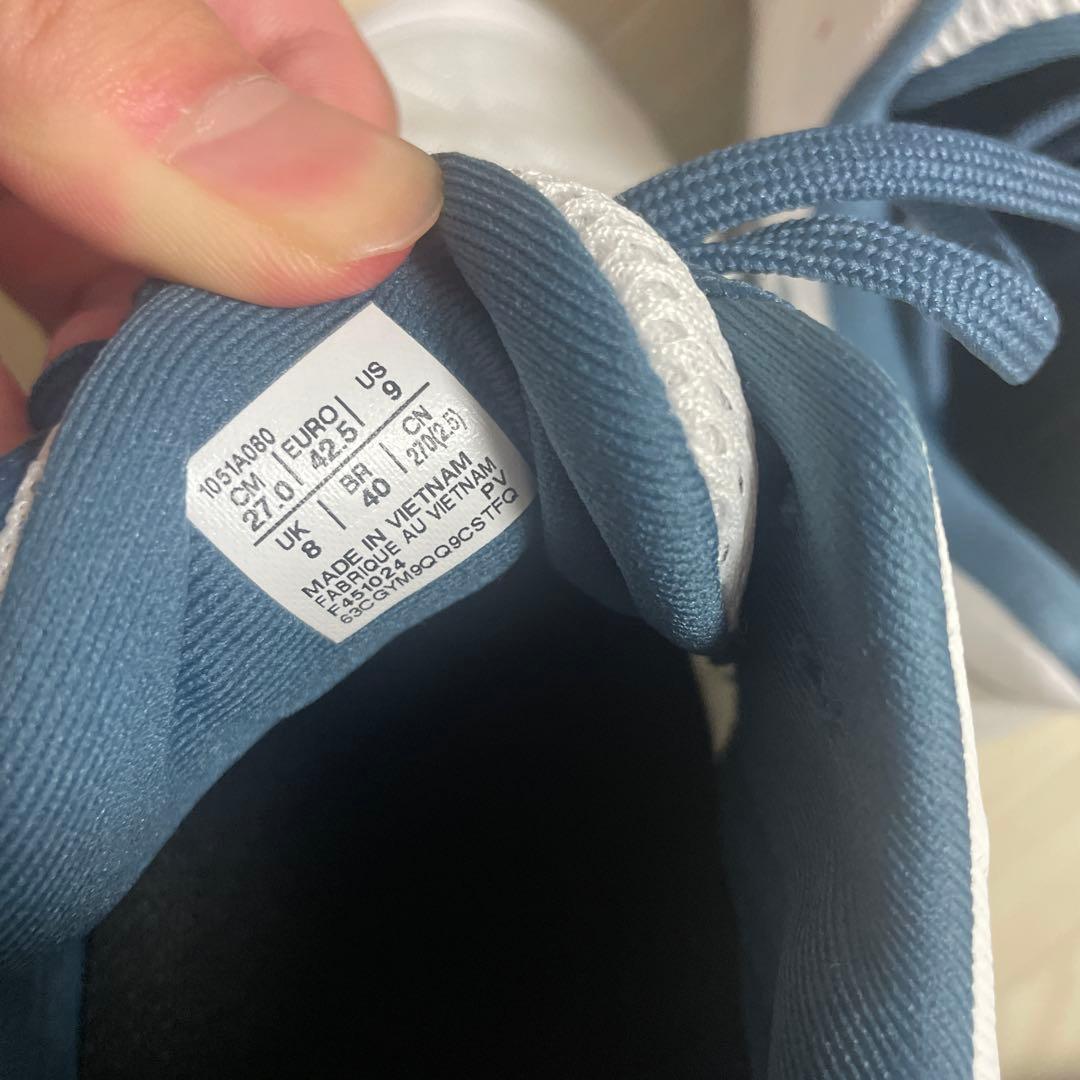 1051A080
CM | EURO | US
27.0 | 42.5 | 9
UK | BR | CN
8 | 40 | 270(2.5)
MADE IN VIETNAM
FABRIQUE AU VIETNAM
F451024 PV
63CGYM9QQ9CSTFQ